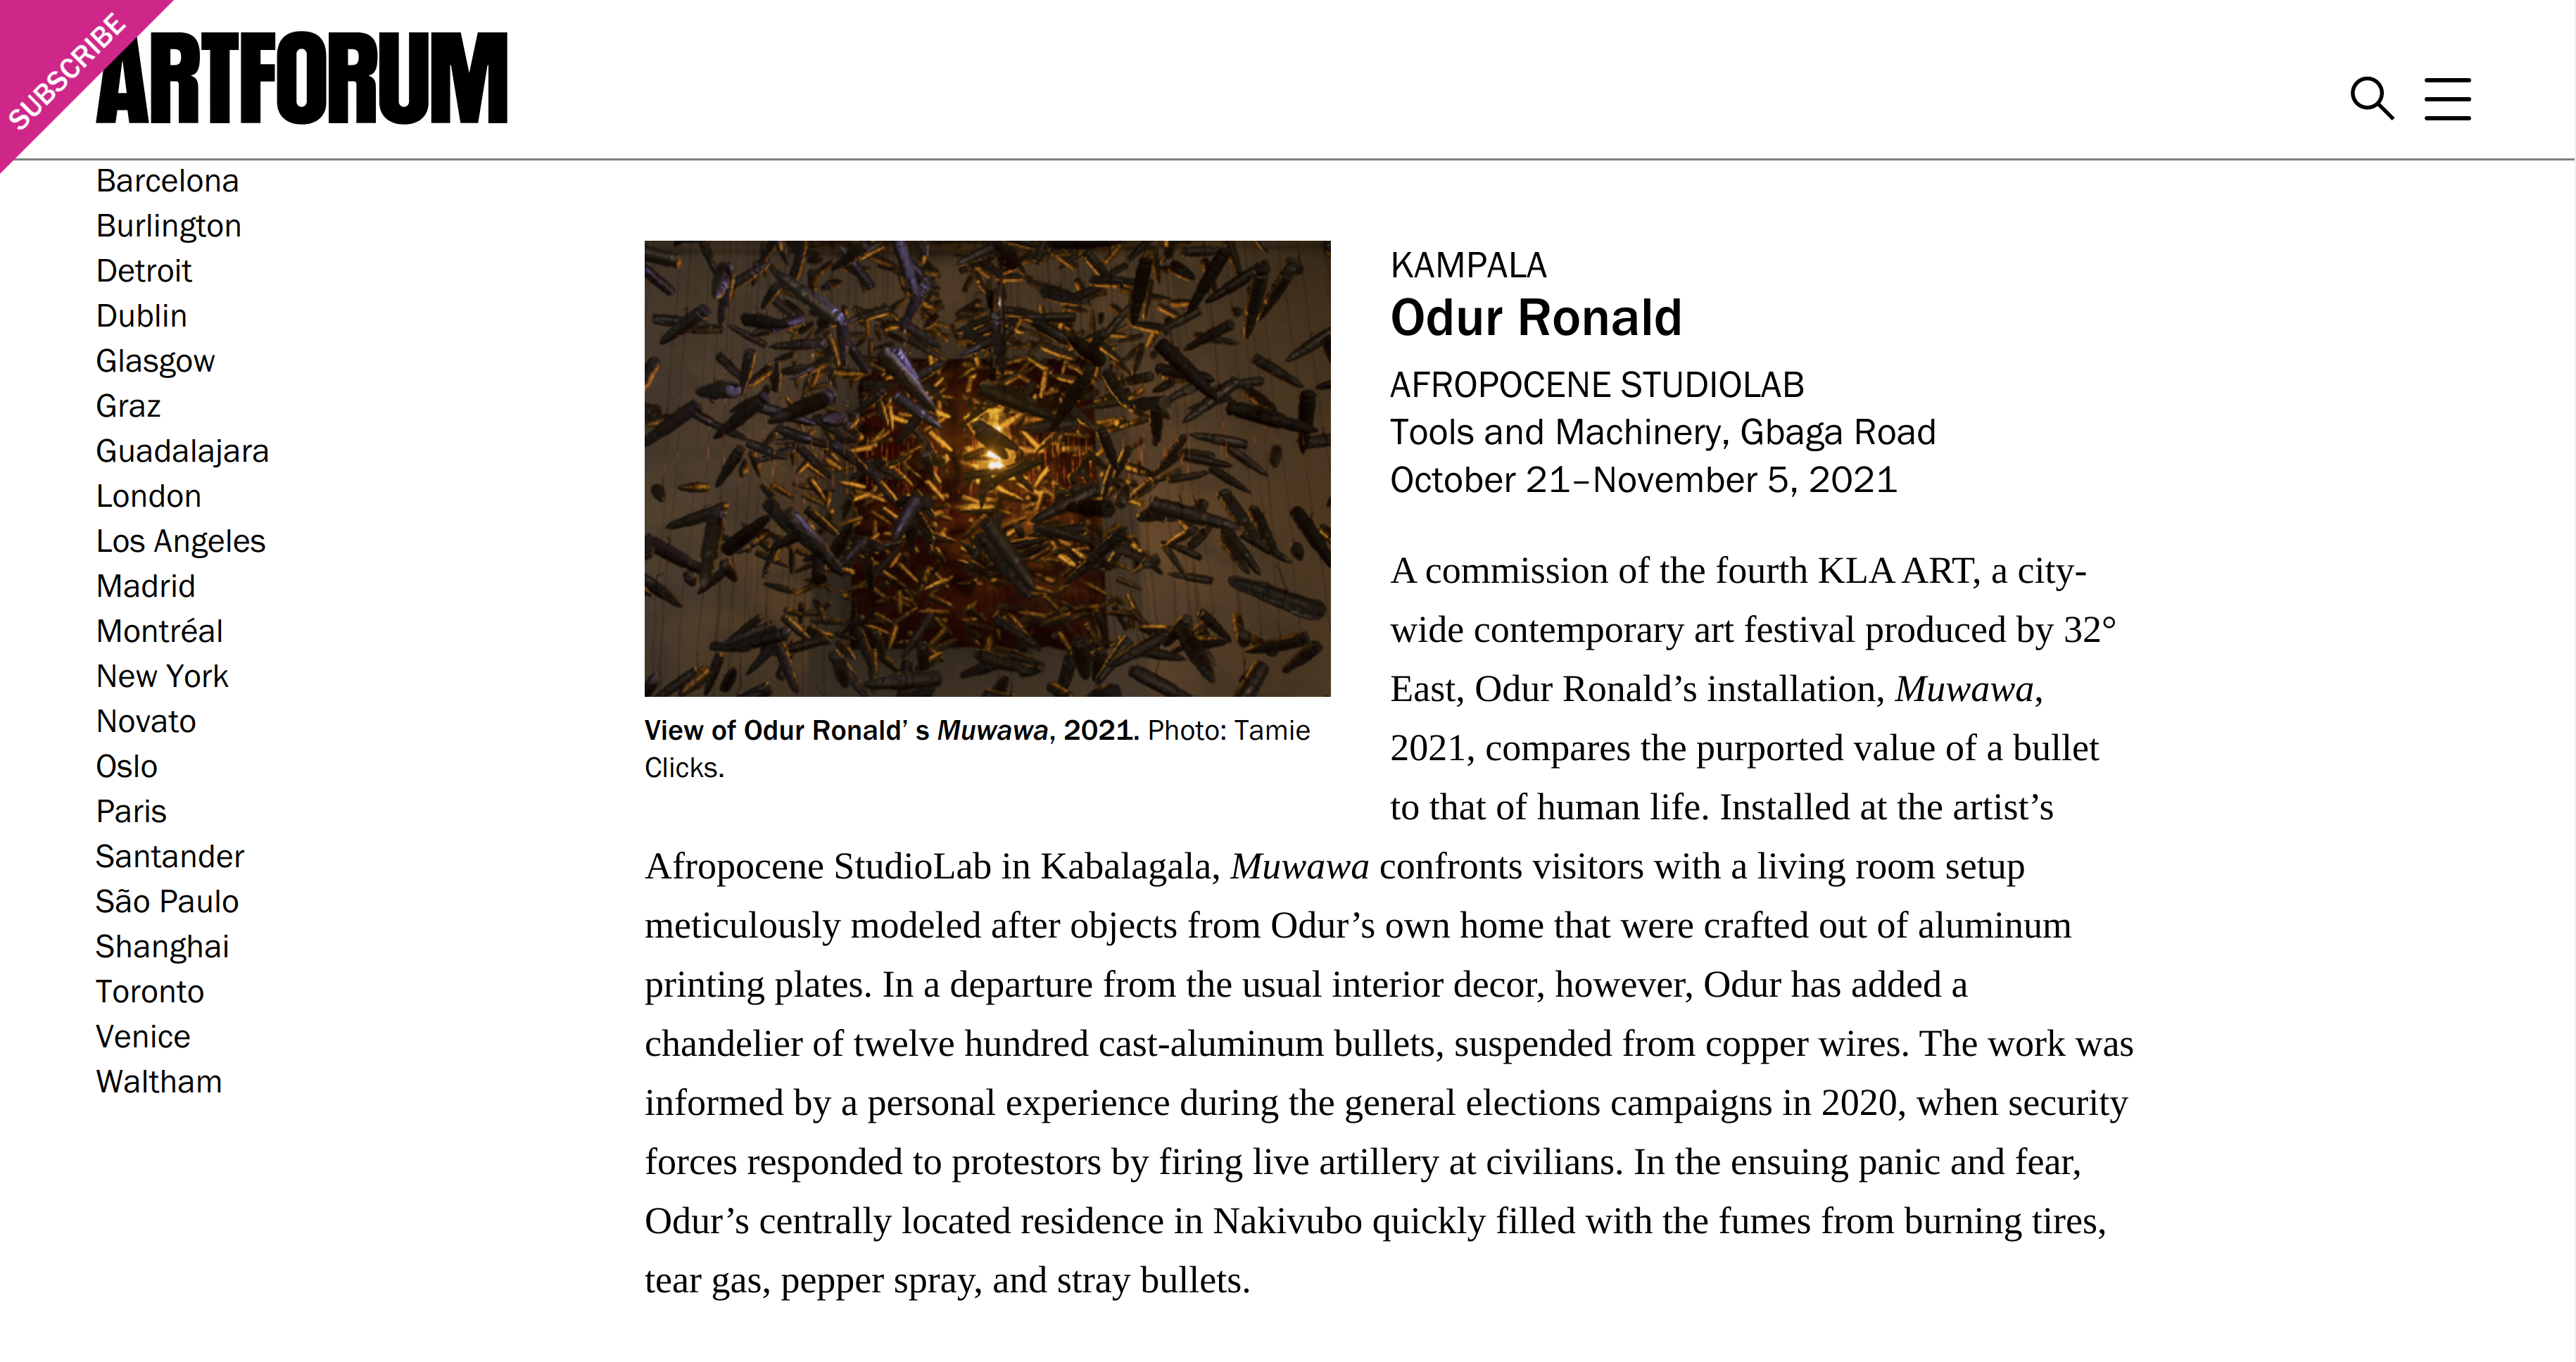 SUBSCRIBE
ARTFORUM
Barcelona
Burlington
Detroit
Dublin
Glasgow
Graz
Guadalajara
London
Los Angeles
Madrid
Montréal
New York
Novato
Oslo
Paris
Santander
São Paulo
Shanghai
Toronto
Venice
Waltham
View of Odur Ronald’ s Muwawa, 2021. Photo: Tamie
Clicks.
KAMPALA
Odur Ronald
AFROPOCENE STUDIOLAB
Tools and Machinery, Gbaga Road
October 21–November 5, 2021
A commission of the fourth KLA ART, a city-
wide contemporary art festival produced by 32°
East, Odur Ronald’s installation, Muwawa,
2021, compares the purported value of a bullet
to that of human life. Installed at the artist’s
Afropocene StudioLab in Kabalagala, Muwawa confronts visitors with a living room setup
meticulously modeled after objects from Odur’s own home that were crafted out of aluminum
printing plates. In a departure from the usual interior decor, however, Odur has added a
chandelier of twelve hundred cast-aluminum bullets, suspended from copper wires. The work was
informed by a personal experience during the general elections campaigns in 2020, when security
forces responded to protestors by firing live artillery at civilians. In the ensuing panic and fear,
Odur’s centrally located residence in Nakivubo quickly filled with the fumes from burning tires,
tear gas, pepper spray, and stray bullets.